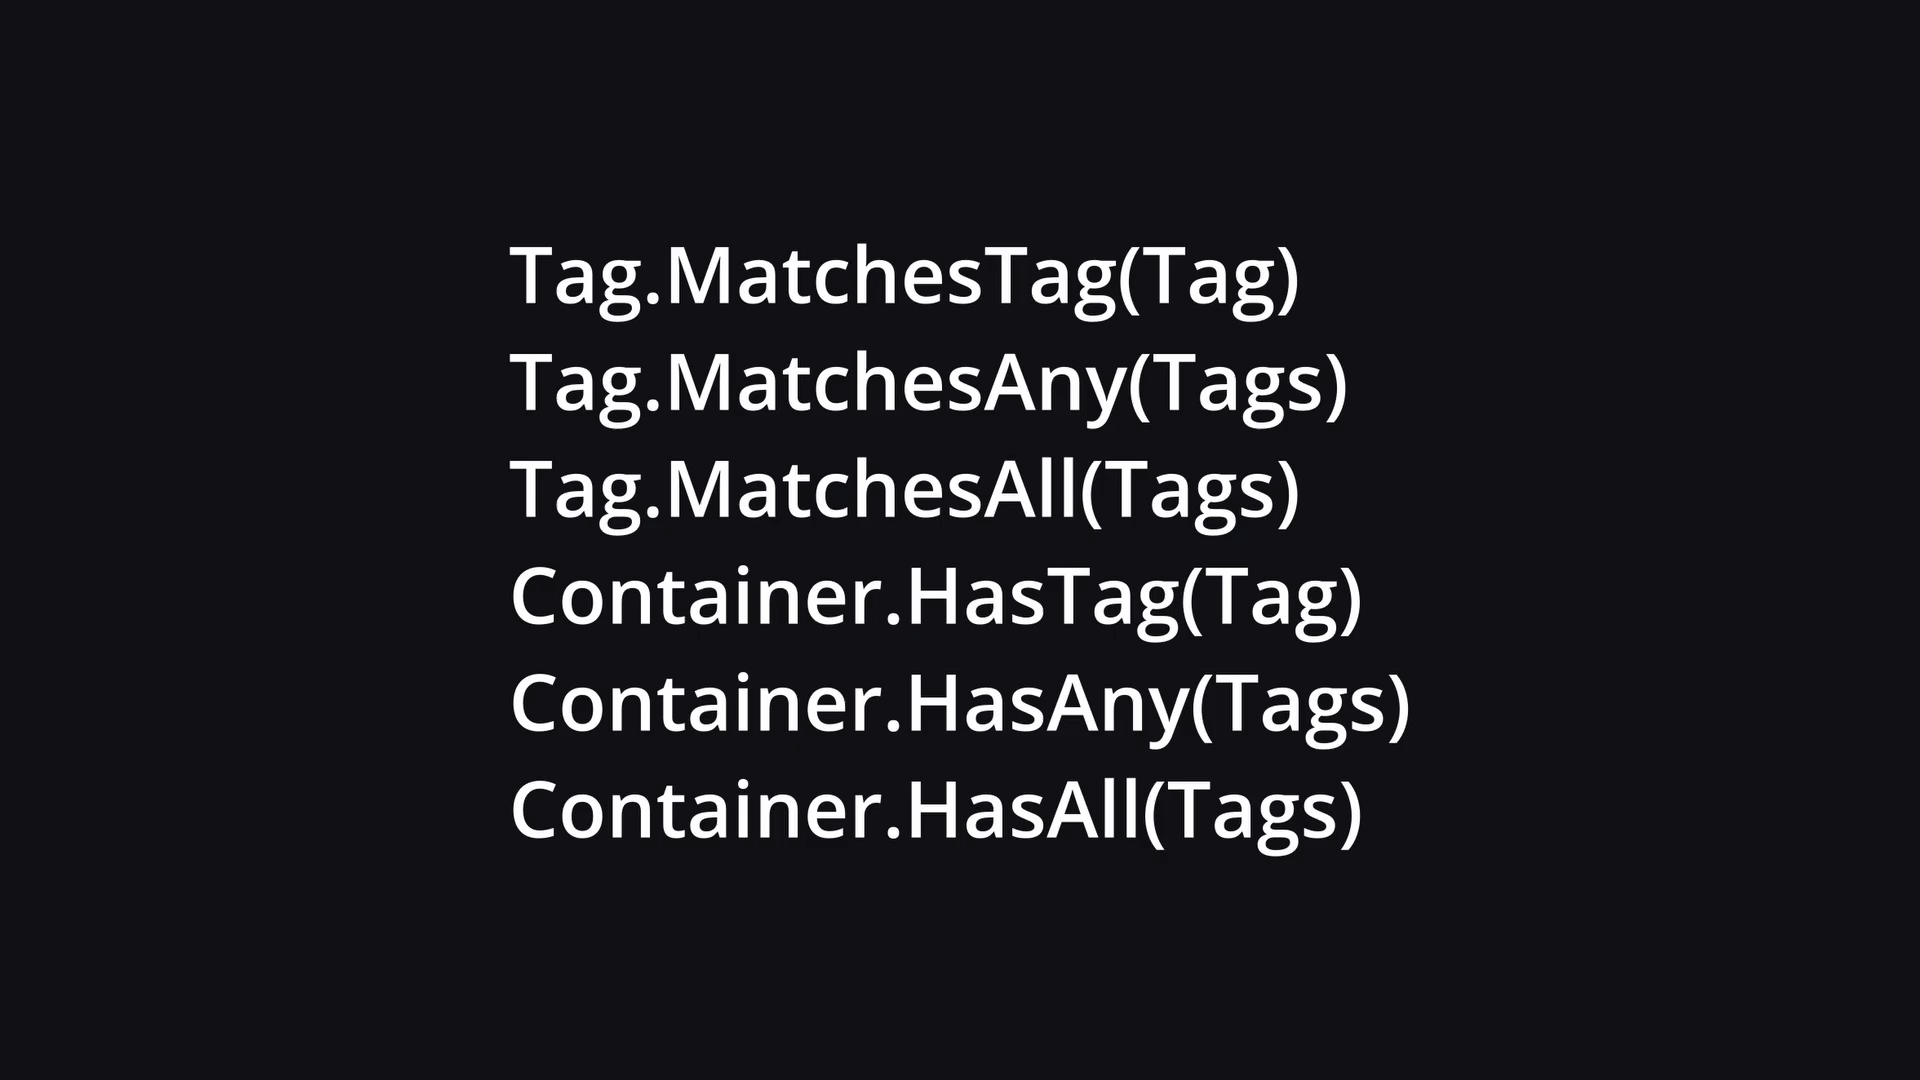 Tag.MatchesTag(Tag)
Tag.MatchesAny(Tags)
Tag.MatchesAll(Tags)
Container.HasTag(Tag)
Container.HasAny(Tags)
Container.HasAll(Tags)